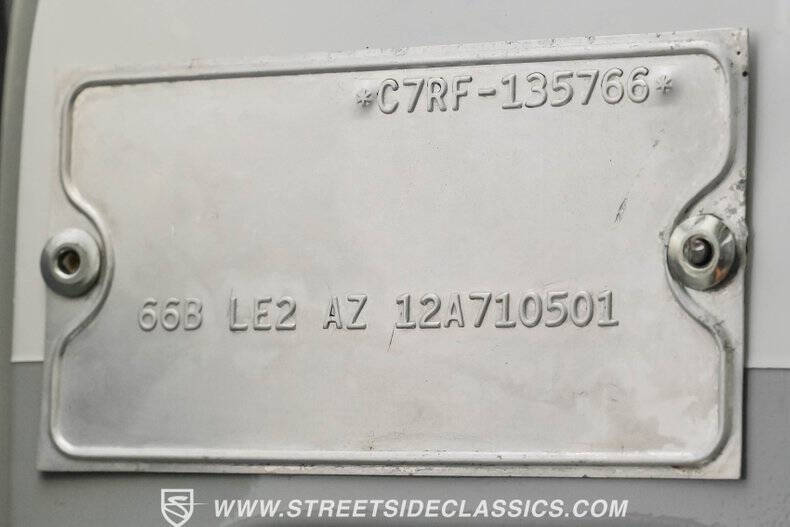 *C7RF-135766*
66B LE2 AZ 12A710501
WWW.STREETSIDECLASSICS.COM